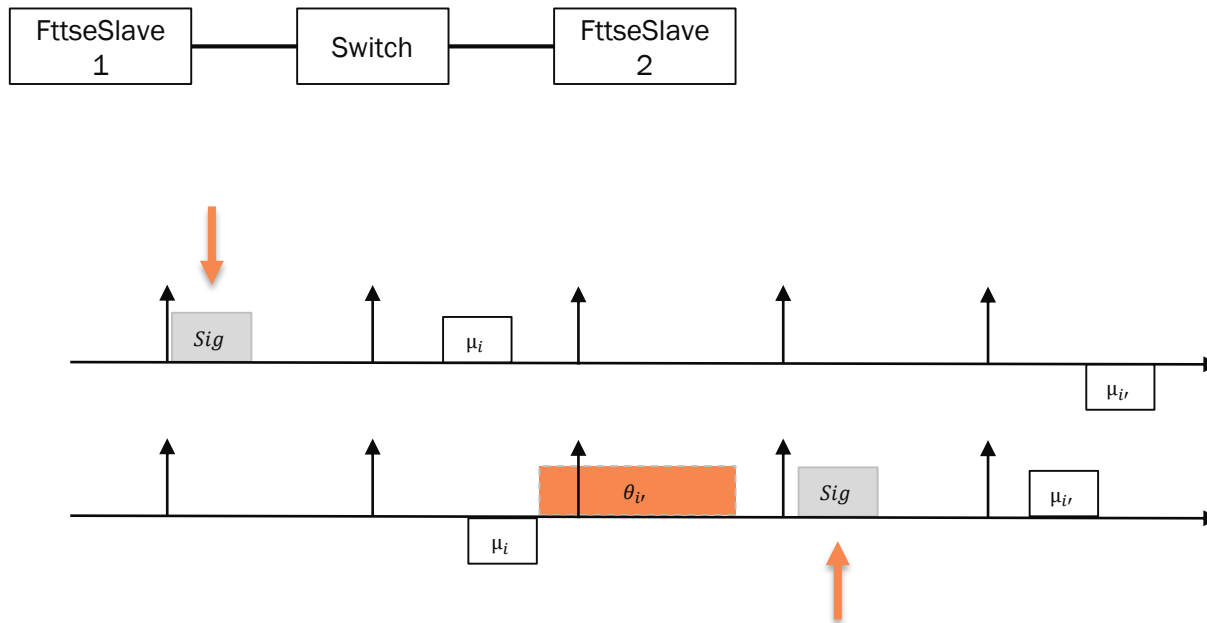 FttseSlave
1
Switch
FttseSlave
2
Sig
μᵢ
μᵢ′
θᵢ′
Sig
μᵢ′
μᵢ